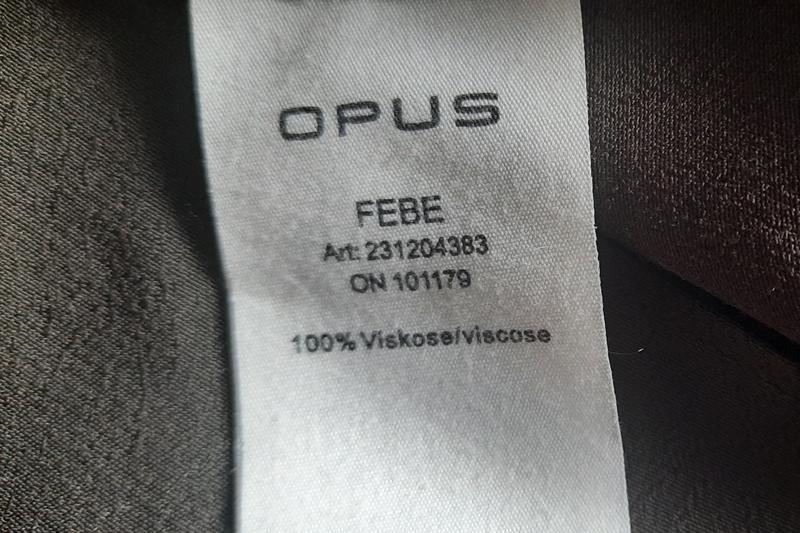 OPUS
FEBE
Art: 231204383
ON 101179
100% Viskose/viscose